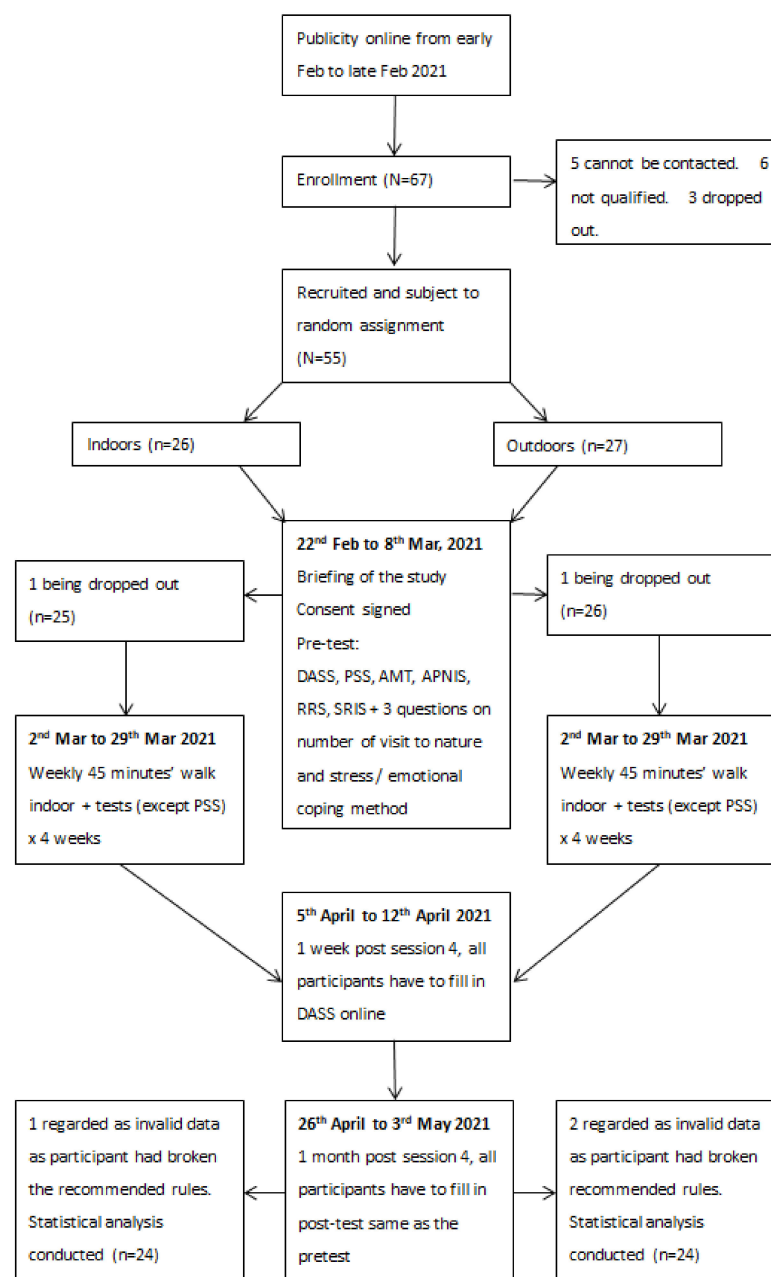 Publicity online from early
Feb to late Feb 2021
Enrollment (N=67)
5 cannot be contacted. 6
not qualified. 3 dropped
out.
Recruited and subject to
random assignment
(N=55)
Indoors (n=26)
Outdoors (n=27)
22nd Feb to 8th Mar, 2021
Briefing of the study
Consent signed
Pre-test:
DASS, PSS, AMT, APNIS,
RRS, SRIS + 3 questions on
number of visit to nature
and stress/ emotional
coping method
1 being dropped out
(n=25)
1 being dropped out
(n=26)
2nd Mar to 29th Mar 2021
Weekly 45 minutes' walk
indoor + tests (except PSS)
x 4 weeks
2nd Mar to 29th Mar 2021
Weekly 45 minutes' walk
indoor + tests (except PSS)
x 4 weeks
5th April to 12th April 2021
1 week post session 4, all
participants have to fill in
DASS online
1 regarded as invalid data
as participant had broken
the recommended rules.
Statistical analysis
conducted (n=24)
26th April to 3rd May 2021
1 month post session 4, all
participants have to fill in
post-test same as the
pretest
2 regarded as invalid data
as participant had broken
recommended rules.
Statistical analysis
conducted (n=24)